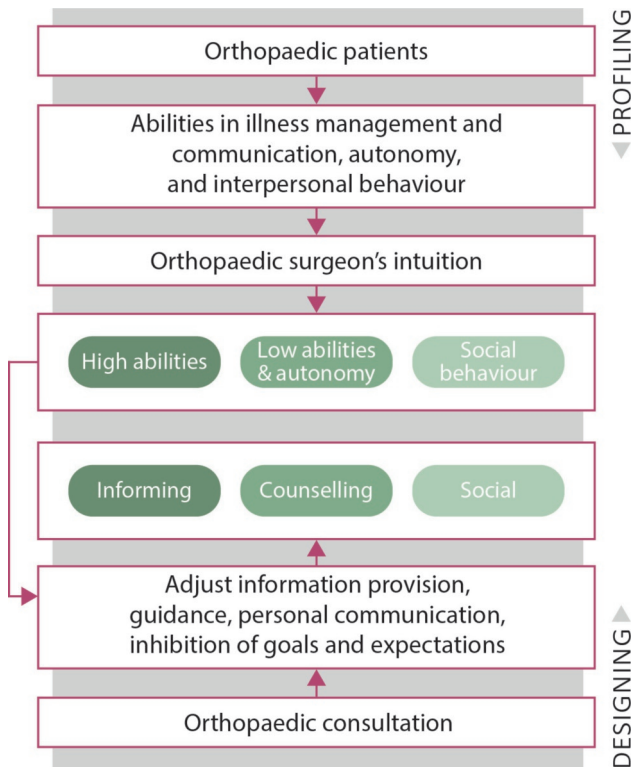 Orthopaedic patients
Abilities in illness management and
communication, autonomy,
and interpersonal behaviour
Orthopaedic surgeon's intuition
High abilities
Low abilities
& autonomy
Social
behaviour
Informing
Counselling
Social
Adjust information provision,
guidance, personal communication,
inhibition of goals and expectations
Orthopaedic consultation
PROFILING
DESIGNING